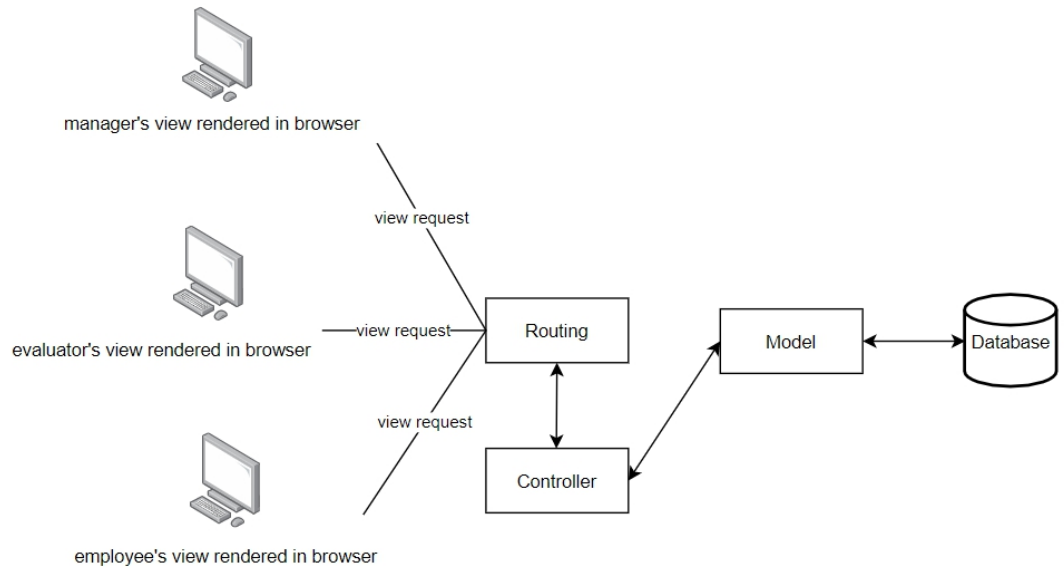 manager's view rendered in browser
view request
evaluator's view rendered in browser
view request
Routing
Model
Database
view request
Controller
employee's view rendered in browser